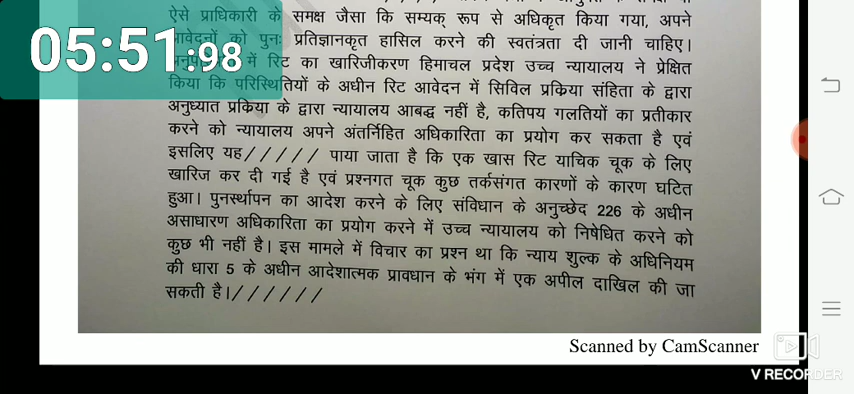 ऐसे प्राधिकारी के समक्ष जैसा कि सम्यक् रूप से अधिकृत किया गया, अपने
आवेदनों को पुनः प्रतिज्ञानकृत हासिल करने की स्वतंत्रता दी जानी चाहिए।
05:51:98
में रिट का खारिजीकरण हिमाचल प्रदेश उच्च न्यायालय ने प्रेक्षित
किया कि परिस्थितियों के अधीन रिट आवेदन में सिविल प्रकिया संहिता के द्वारा
अनुध्यात प्रकिया के द्वारा न्यायालय आबद्ध नहीं है, कतिपय गलतियों का प्रतीकार
करने को न्यायालय अपने अंतर्निहित अधिकारिता का प्रयोग कर सकता है एवं
इसलिए यह/ / / / / पाया जाता है कि एक खास रिट याचिक चूक के लिए
खारिज कर दी गई है एवं प्रश्नगत चूक कुछ तर्कसंगत कारणों के कारण घटित
हुआ। पुनर्स्थापन का आदेश करने के लिए संविधान के अनुच्छेद 226 के अधीन
असाधारण अधिकारिता का प्रयोग करने में उच्च न्यायालय को निषेधित करने को
कुछ भी नहीं है। इस मामले में विचार का प्रश्न था कि न्याय शुल्क के अधिनियम
की धारा 5 के अधीन आदेशात्मक प्रावधान के भंग में एक अपील दाखिल की जा
सकती है।/ / / / / /
Scanned by CamScanner
V RECORDER